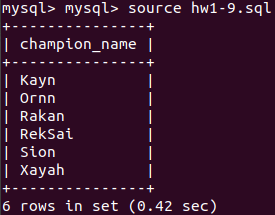 mysql> mysql> source hw1-9.sql
+---------------+
| champion_name |
+---------------+
| Kayn          |
| Ornn          |
| Rakan         |
| RekSai        |
| Sion          |
| Xayah         |
+---------------+
6 rows in set (0.42 sec)